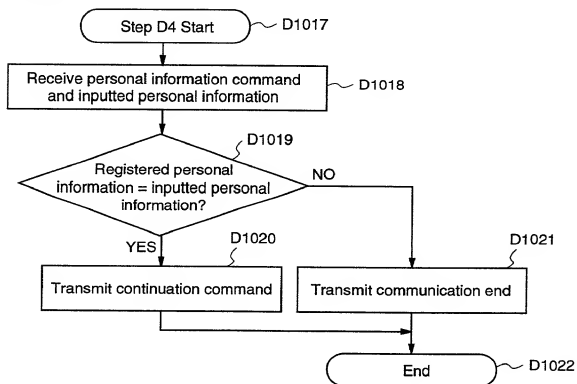 Step D4 Start
D1017
Receive personal information command
and inputted personal information
D1018
D1019
Registered personal
information = inputted personal
information?
NO
YES
D1020
D1021
Transmit continuation command
Transmit communication end
End
D1022